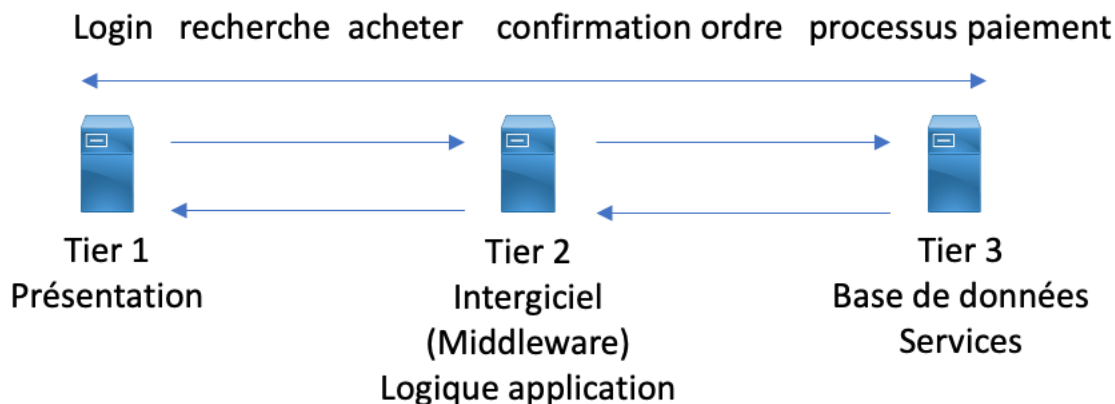 Login recherche acheter confirmation ordre processus paiement
Tier 1
Présentation
Tier 2
Intergiciel
(Middleware)
Logique application
Tier 3
Base de données
Services